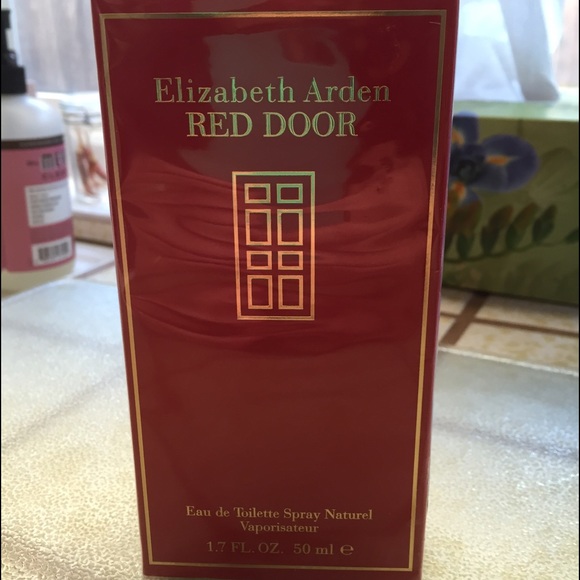 Elizabeth Arden
RED DOOR
Eau de Toilette Spray Naturel
Vaporisateur
1.7 FL. OZ. 50 ml ℮